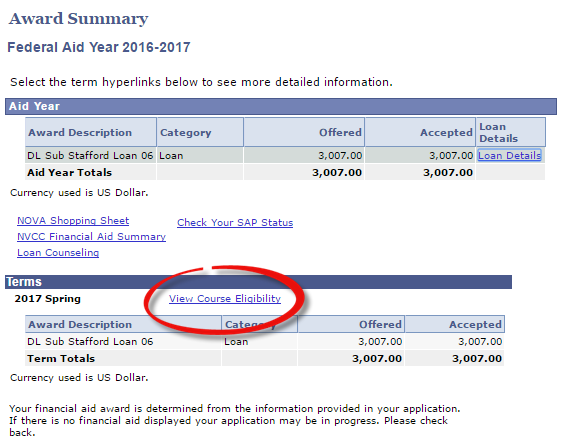 Award Summary
Federal Aid Year 2016-2017
Select the term hyperlinks below to see more detailed information.
Aid Year
Award Description Category Offered Accepted Loan Details
DL Sub Stafford Loan 06 Loan 3,007.00 3,007.00 Loan Details
Aid Year Totals 3,007.00 3,007.00
Currency used is US Dollar.
NOVA Shopping Sheet Check Your SAP Status
NVCC Financial Aid Summary
Loan Counseling
Terms
2017 Spring View Course Eligibility
Award Description Category Offered Accepted
DL Sub Stafford Loan 06 Loan 3,007.00 3,007.00
Term Totals 3,007.00 3,007.00
Currency used is US Dollar.
Your financial aid award is determined from the information provided in your application.
If there is no financial aid displayed your application may be in progress. Please check
back.